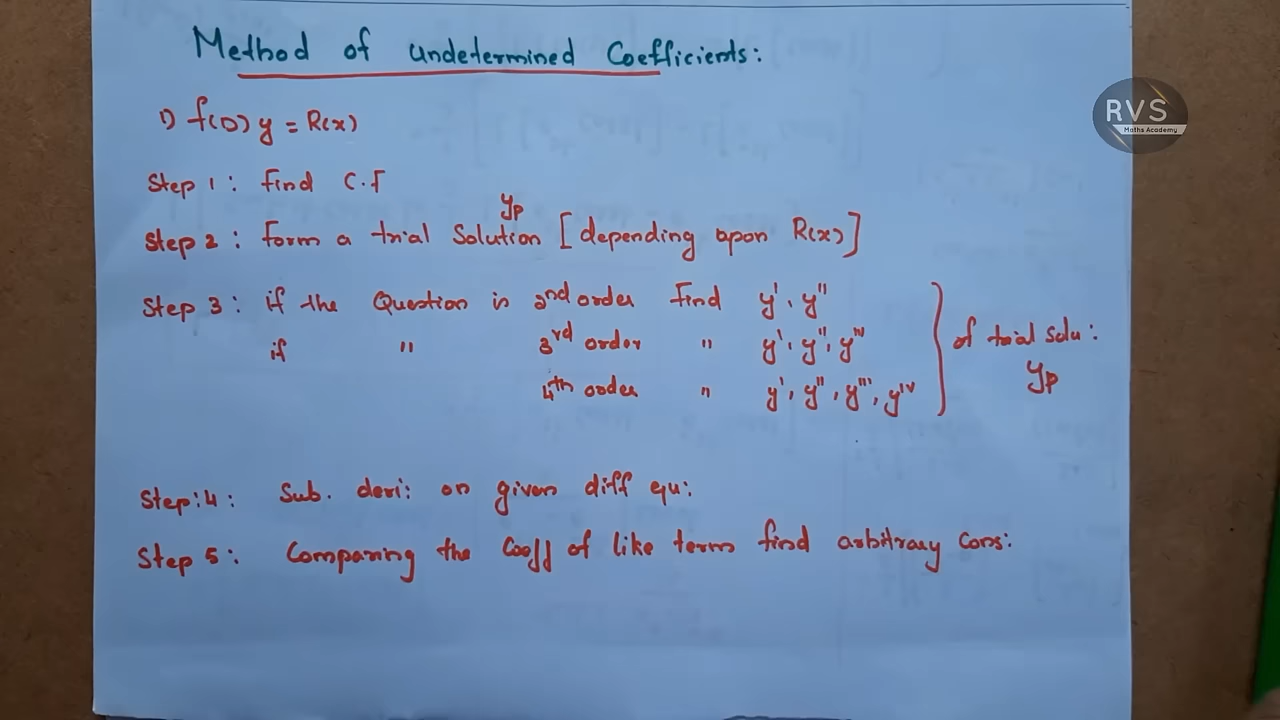 Method of undetermined Coefficients:
RVS
Maths Academy
1) f(D) y = R(x)
Step 1: find C.F
yp
Step 2: form a trial Solution [depending upon R(x)]
Step 3: if the Question is 2nd order Find y', y''
if " 3rd order " y', y'', y'''
4th order " y', y'', y''', y'ᵛ
of trial solu:
yp
Step:4: Sub. deri: on given diff equ:
Step 5: Comparing the Coeff of like term find arbitrary Cons: